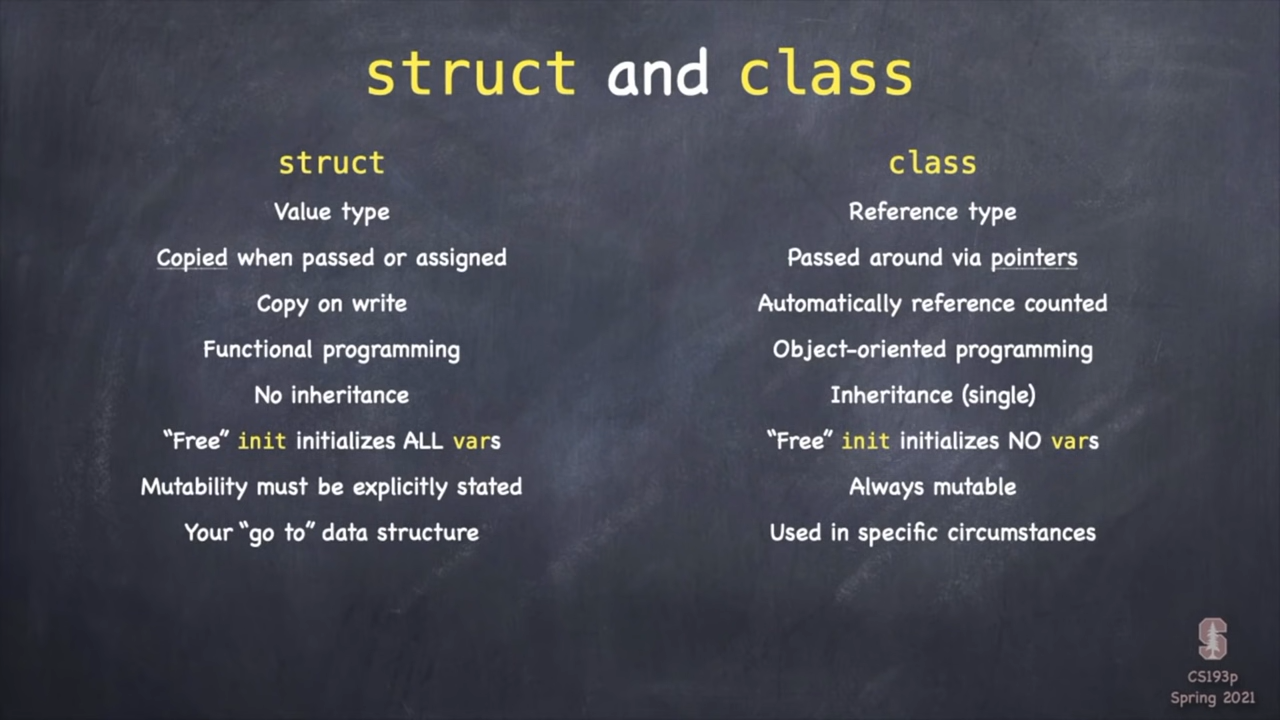 struct and class
struct
Value type
Copied when passed or assigned
Copy on write
Functional programming
No inheritance
“Free” init initializes ALL vars
Mutability must be explicitly stated
Your “go to” data structure
class
Reference type
Passed around via pointers
Automatically reference counted
Object-oriented programming
Inheritance (single)
“Free” init initializes NO vars
Always mutable
Used in specific circumstances
S
CS193p
Spring 2021